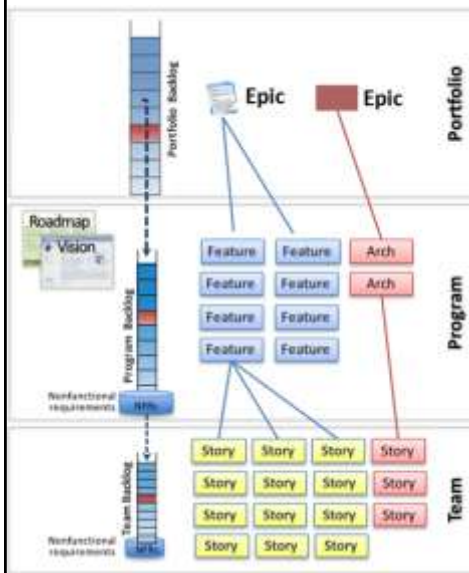 Portfolio Backlog
Epic
Epic
Portfolio
Roadmap
Vision
Program Backlog
Nonfunctional
requirements
NFRs
Feature Feature Arch
Feature Feature Arch
Feature Feature
Feature Feature
Program
Team Backlog
Nonfunctional
requirements
Story Story Story Story
Story Story Story Story
Story Story Story Story
Story Story Story
Team